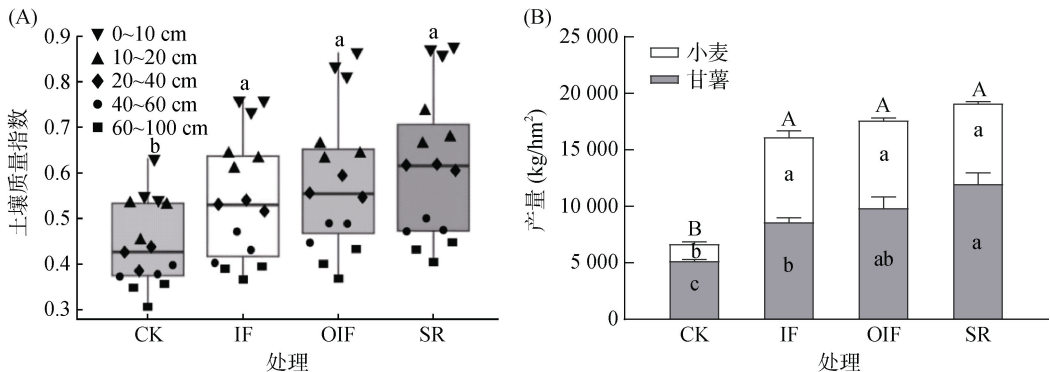 (A)
土壤质量指数
0.9
0.8
0.7
0.6
0.5
0.4
0.3
0~10 cm
10~20 cm
20~40 cm
40~60 cm
60~100 cm
b
a
a
a
CK IF OIF SR
处理
(B)
产量 (kg/hm²)
25 000
20 000
15 000
10 000
5 000
0
小麦
甘薯
B A A A
b a a a
c b ab a
CK IF OIF SR
处理